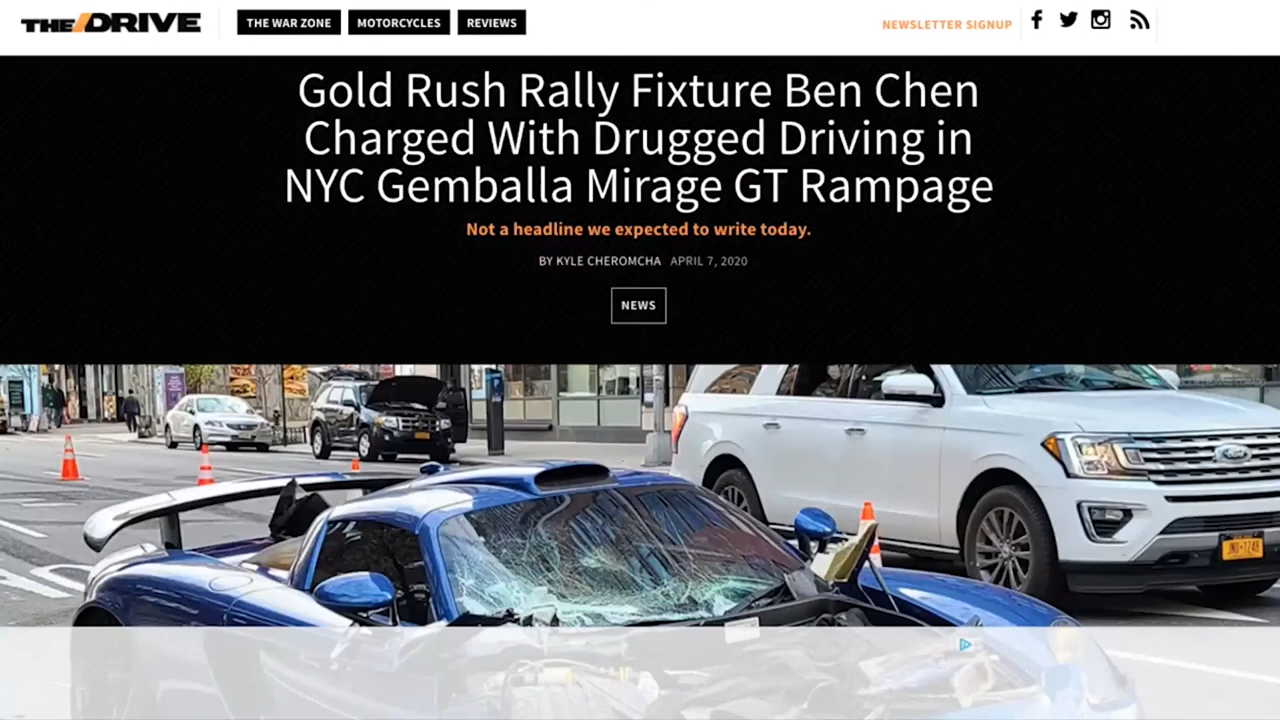 THE/DRIVE
THE WAR ZONE
MOTORCYCLES
REVIEWS
NEWSLETTER SIGNUP
Gold Rush Rally Fixture Ben Chen
Charged With Drugged Driving in
NYC Gemballa Mirage GT Rampage
Not a headline we expected to write today.
BY KYLE CHEROMCHA APRIL 7, 2020
NEWS
Ford